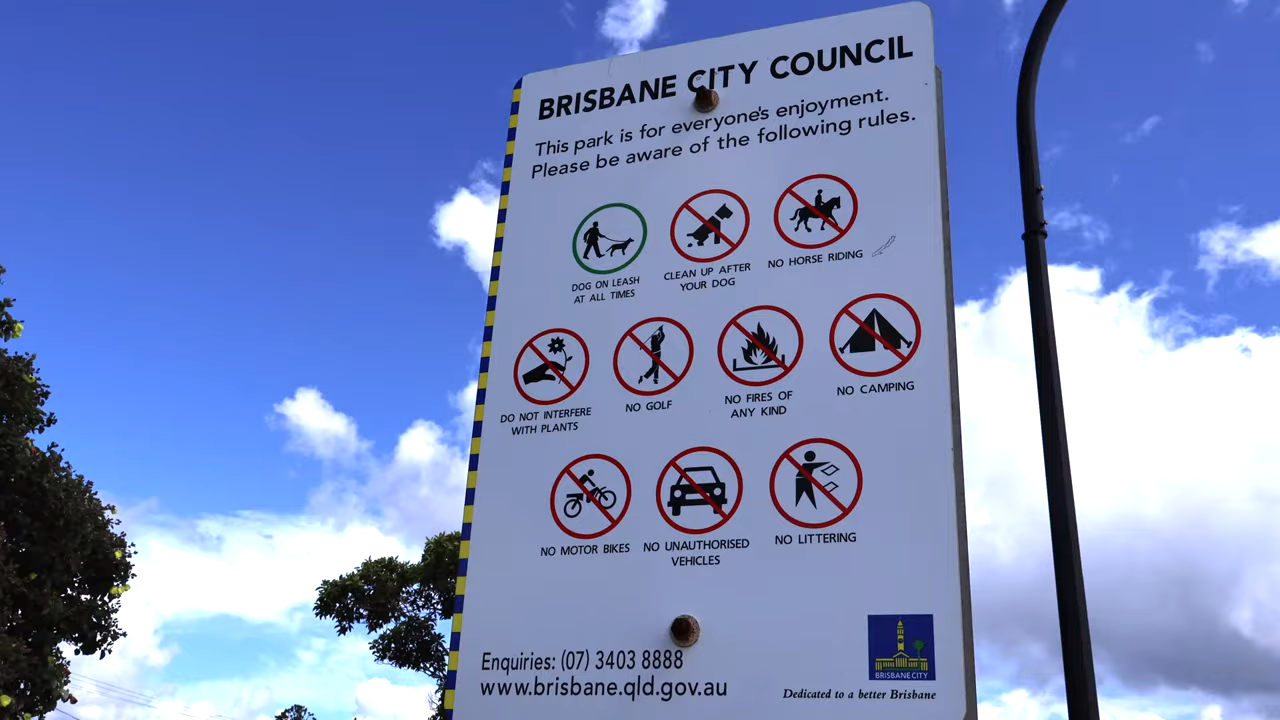 BRISBANE CITY COUNCIL
This park is for everyone's enjoyment.
Please be aware of the following rules.
DOG ON LEASH
AT ALL TIMES
CLEAN UP AFTER
YOUR DOG
NO HORSE RIDING
DO NOT INTERFERE
WITH PLANTS
NO GOLF
NO FIRES OF
ANY KIND
NO CAMPING
NO MOTOR BIKES
NO UNAUTHORISED
VEHICLES
NO LITTERING
Enquiries: (07) 3403 8888
www.brisbane.qld.gov.au
BRISBANE CITY
Dedicated to a better Brisbane